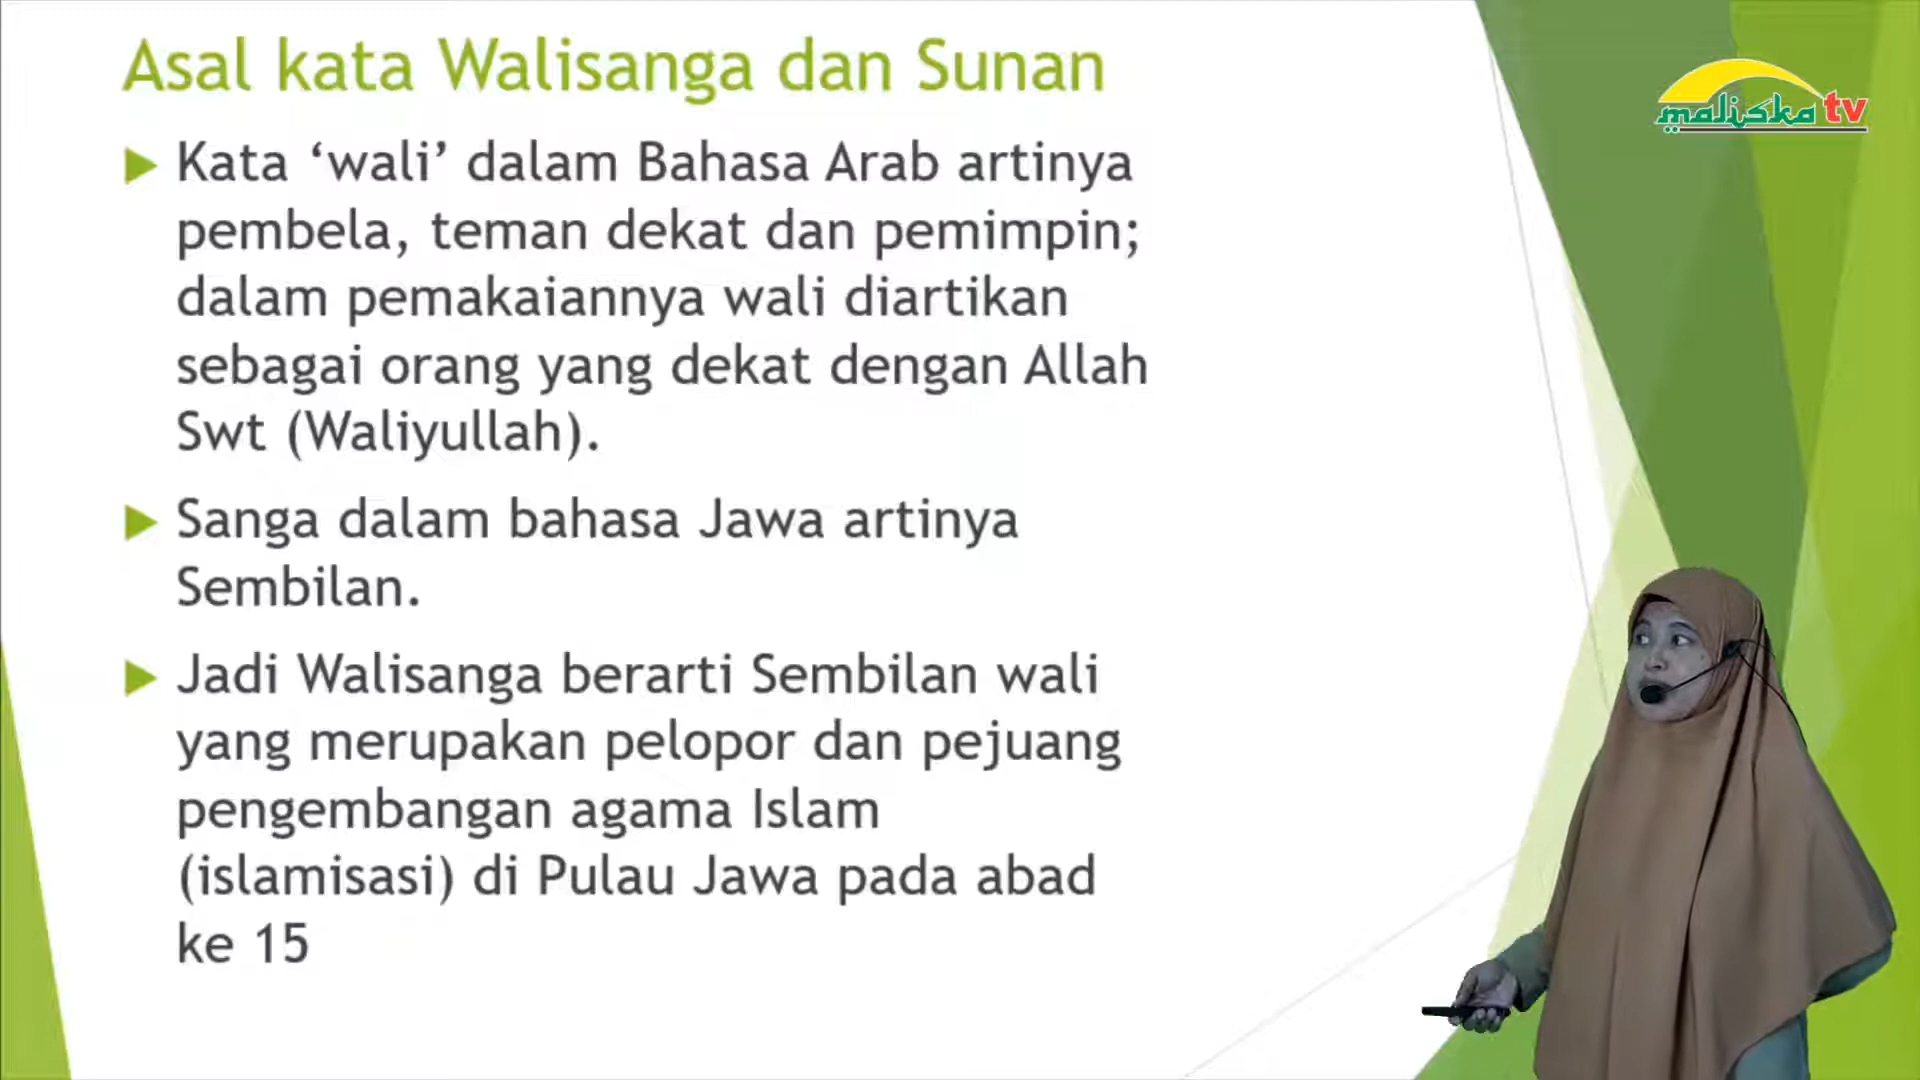 Asal kata Walisanga dan Sunan
maliska tv
Kata ‘wali’ dalam Bahasa Arab artinya
pembela, teman dekat dan pemimpin;
dalam pemakaiannya wali diartikan
sebagai orang yang dekat dengan Allah
Swt (Waliyullah).
Sanga dalam bahasa Jawa artinya
Sembilan.
Jadi Walisanga berarti Sembilan wali
yang merupakan pelopor dan pejuang
pengembangan agama Islam
(islamisasi) di Pulau Jawa pada abad
ke 15